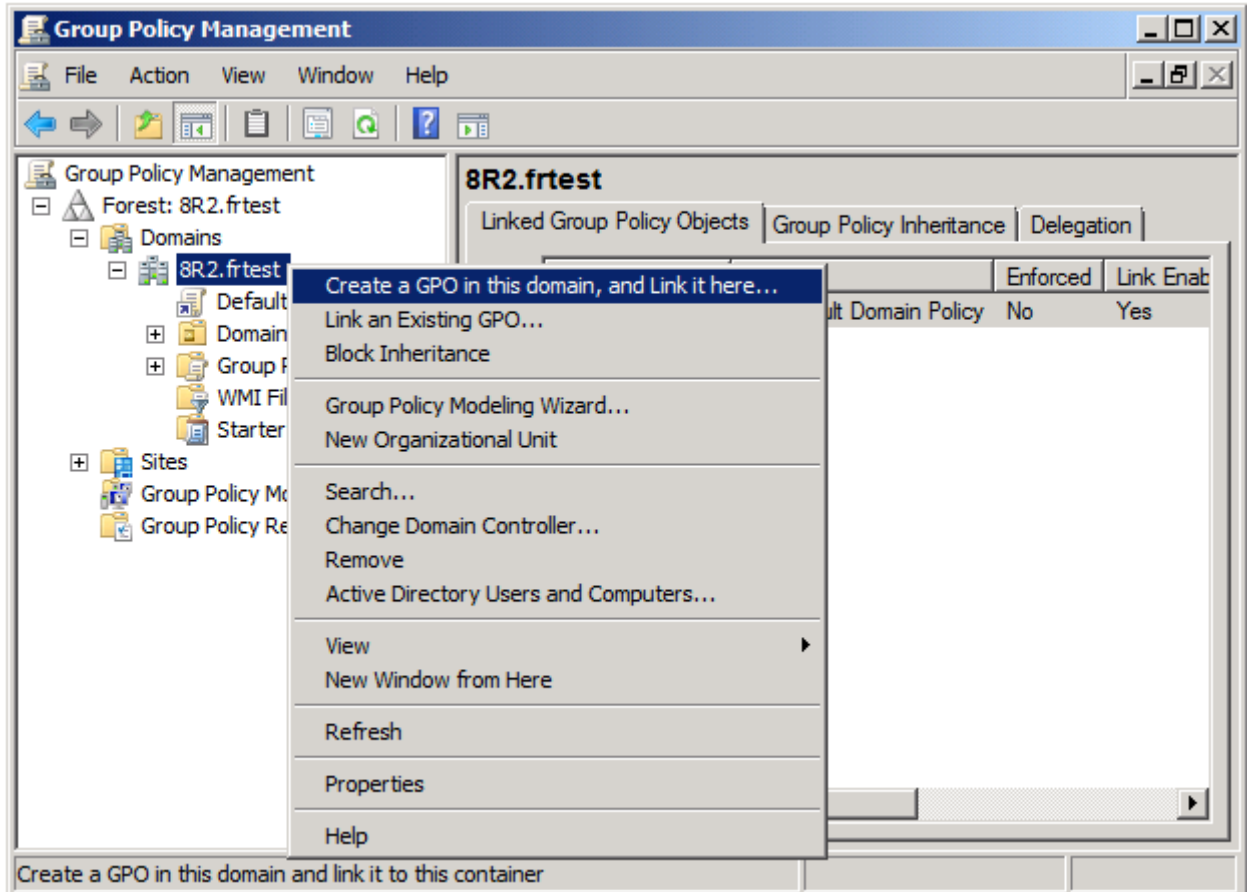 Group Policy Management
File Action View Window Help
Group Policy Management
Forest: 8R2.frtest
Domains
8R2.frtest
Default
Domain
Group
WMI Fil
Starter
Sites
Group Policy Mo
Group Policy Re
8R2.frtest
Linked Group Policy Objects Group Policy Inheritance Delegation
Enforced Link Enab
ult Domain Policy No Yes
Create a GPO in this domain, and Link it here...
Link an Existing GPO...
Block Inheritance
Group Policy Modeling Wizard...
New Organizational Unit
Search...
Change Domain Controller...
Remove
Active Directory Users and Computers...
View
New Window from Here
Refresh
Properties
Help
Create a GPO in this domain and link it to this container